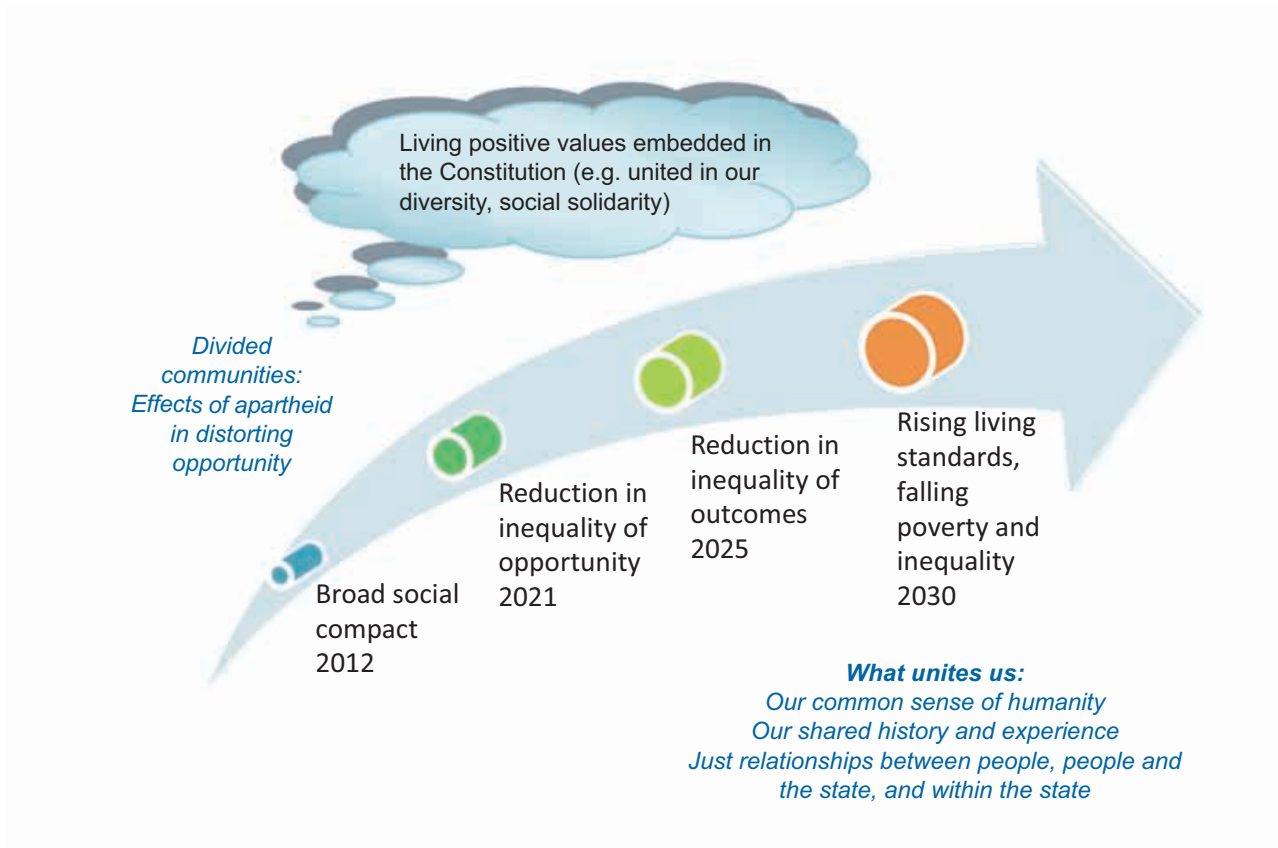 Living positive values embedded in
the Constitution (e.g. united in our
diversity, social solidarity)
Divided
communities:
Effects of apartheid
in distorting
opportunity
Broad social
compact
2012
Reduction in
inequality of
opportunity
2021
Reduction in
inequality of
outcomes
2025
Rising living
standards,
falling
poverty and
inequality
2030
What unites us:
Our common sense of humanity
Our shared history and experience
Just relationships between people, people and
the state, and within the state